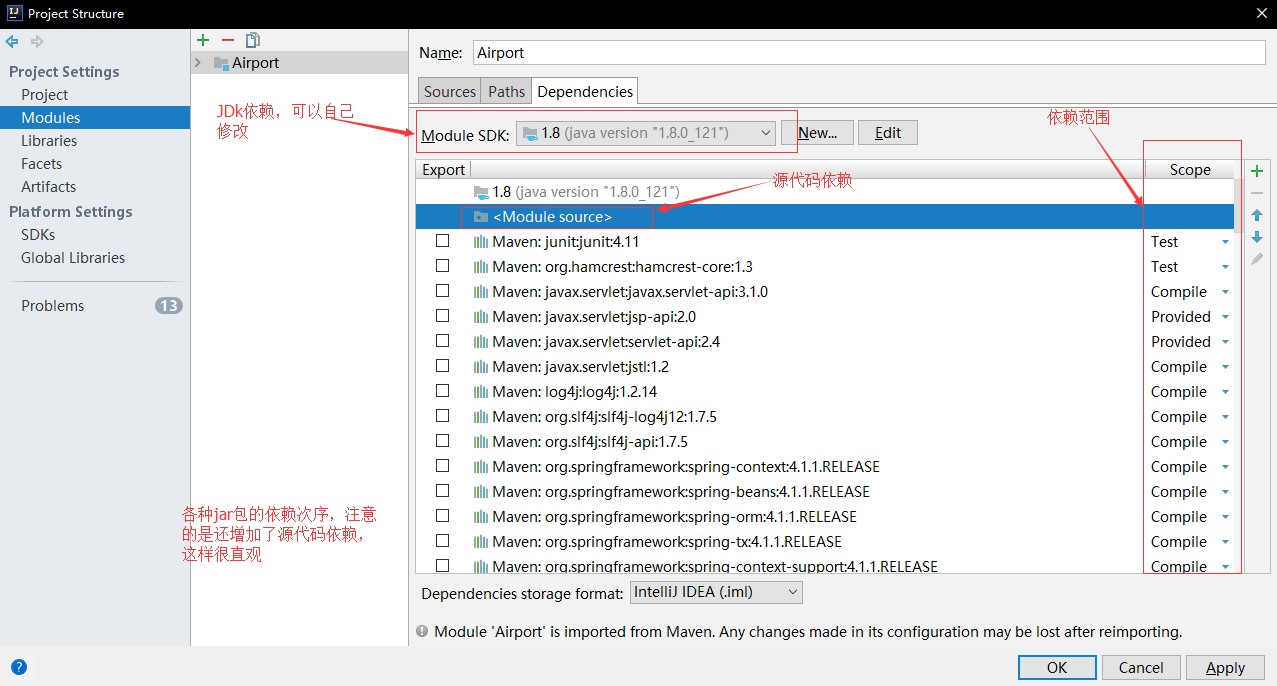 Project Structure
Project Settings
Project
Modules
Libraries
Facets
Artifacts
Platform Settings
SDKs
Global Libraries
Problems
13
Airport
JDk依赖，可以自己
修改
各种jar包的依赖次序，注意
的是还增加了源代码依赖，
这样很直观
Name: Airport
Sources Paths Dependencies
依赖范围
Module SDK: 1.8 (java version "1.8.0_121") New... Edit
Export Scope
1.8 (java version "1.8.0_121")
源代码依赖
<Module source>
Maven: junit:junit:4.11 Test
Maven: org.hamcrest:hamcrest-core:1.3 Test
Maven: javax.servlet:javax.servlet-api:3.1.0 Compile
Maven: javax.servlet:jsp-api:2.0 Provided
Maven: javax.servlet:servlet-api:2.4 Provided
Maven: javax.servlet:jstl:1.2 Compile
Maven: log4j:log4j:1.2.14 Compile
Maven: org.slf4j:slf4j-log4j12:1.7.5 Compile
Maven: org.slf4j:slf4j-api:1.7.5 Compile
Maven: org.springframework:spring-context:4.1.1.RELEASE Compile
Maven: org.springframework:spring-beans:4.1.1.RELEASE Compile
Maven: org.springframework:spring-orm:4.1.1.RELEASE Compile
Maven: org.springframework:spring-tx:4.1.1.RELEASE Compile
Maven: org.springframework:spring-context-support:4.1.1.RELEASE Compile
Dependencies storage format: IntelliJ IDEA (.iml)
Module 'Airport' is imported from Maven. Any changes made in its configuration may be lost after reimporting.
? OK Cancel Apply